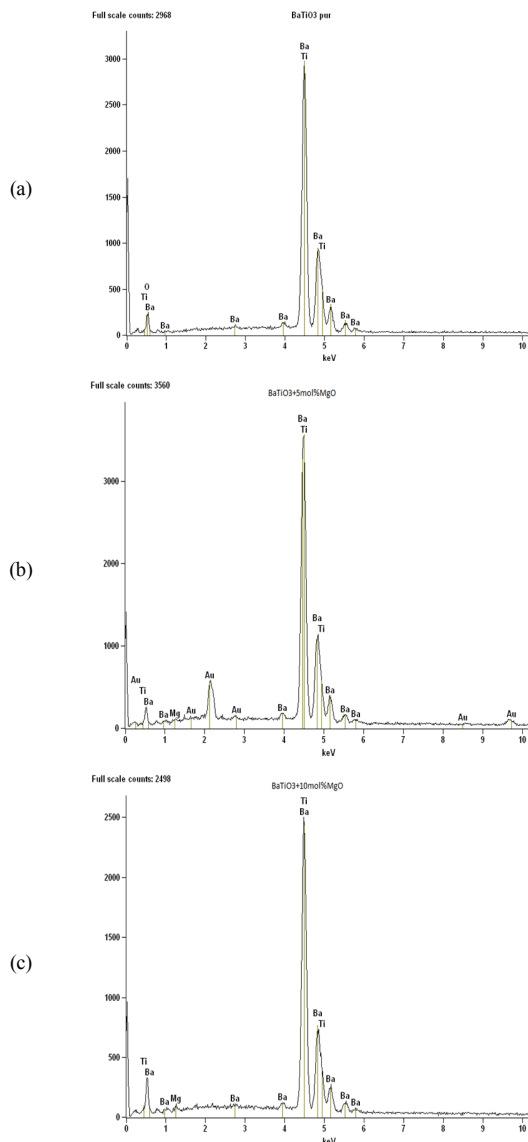 Full scale counts: 2968
BaTiO3 pur
(a)
3000
2500
2000
1500
1000
500
0
Ba
Ti
Ba
Ti
Ba
Ba
Ba
Ba
Ba
Ba
O
Ti
Ba
0 1 2 3 4 5 6 7 8 9 10
keV
Full scale counts: 3560
BaTiO3+5mol%MgO
(b)
3000
2000
1000
0
Ba
Ti
Ba
Ti
Au
Ti
Ba
Ba
Mg
Au
Au
Au
Ba
Ba
Ba
Ba
Au
Au
0 1 2 3 4 5 6 7 8 9 10
keV
Full scale counts: 2498
BaTiO3+10mol%MgO
(c)
2500
2000
1500
1000
500
0
Ti
Ba
Ba
Ti
Ti
Ba
Ba
Mg
Ba
Ba
Ba
Ba
Ba
0 1 2 3 4 5 6 7 8 9 10
keV